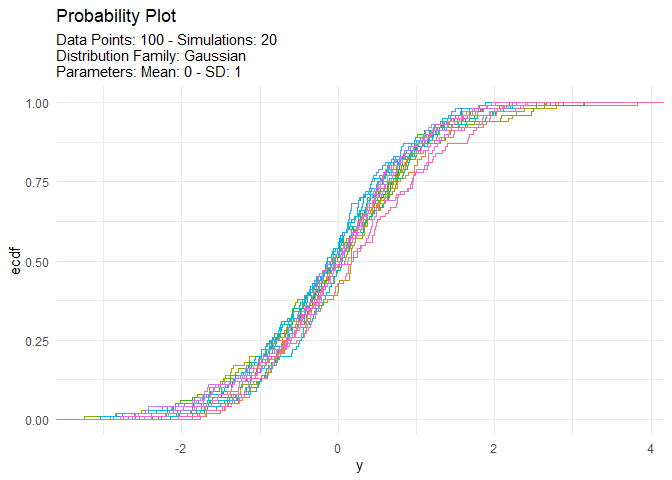 Probability Plot
Data Points: 100 - Simulations: 20
Distribution Family: Gaussian
Parameters: Mean: 0 - SD: 1
1.00
0.75
0.50
0.25
0.00
ecdf
-2
0
2
4
y